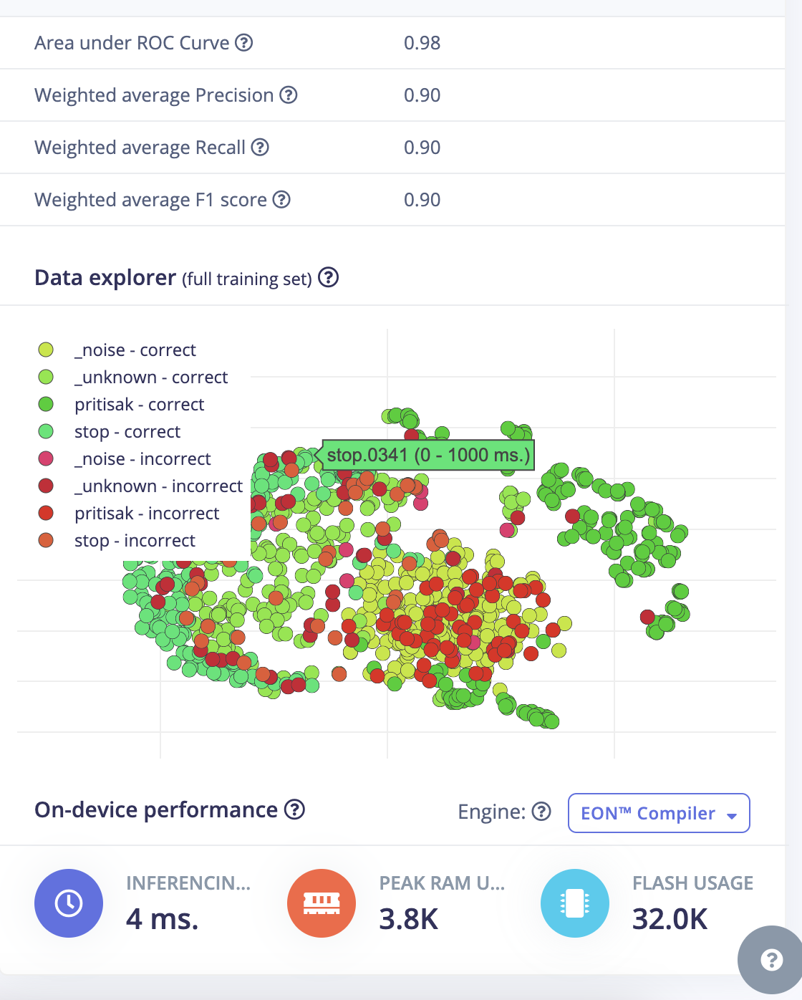 Area under ROC Curve 0.98
Weighted average Precision 0.90
Weighted average Recall 0.90
Weighted average F1 score 0.90
Data explorer (full training set)
_noise - correct
_unknown - correct
pritisak - correct
stop - correct
_noise - incorrect
_unknown - incorrect
pritisak - incorrect
stop - incorrect
stop.0341 (0 - 1000 ms.)
On-device performance
Engine: EON™ Compiler
INFERENCIN...
4 ms.
PEAK RAM U...
3.8K
FLASH USAGE
32.0K